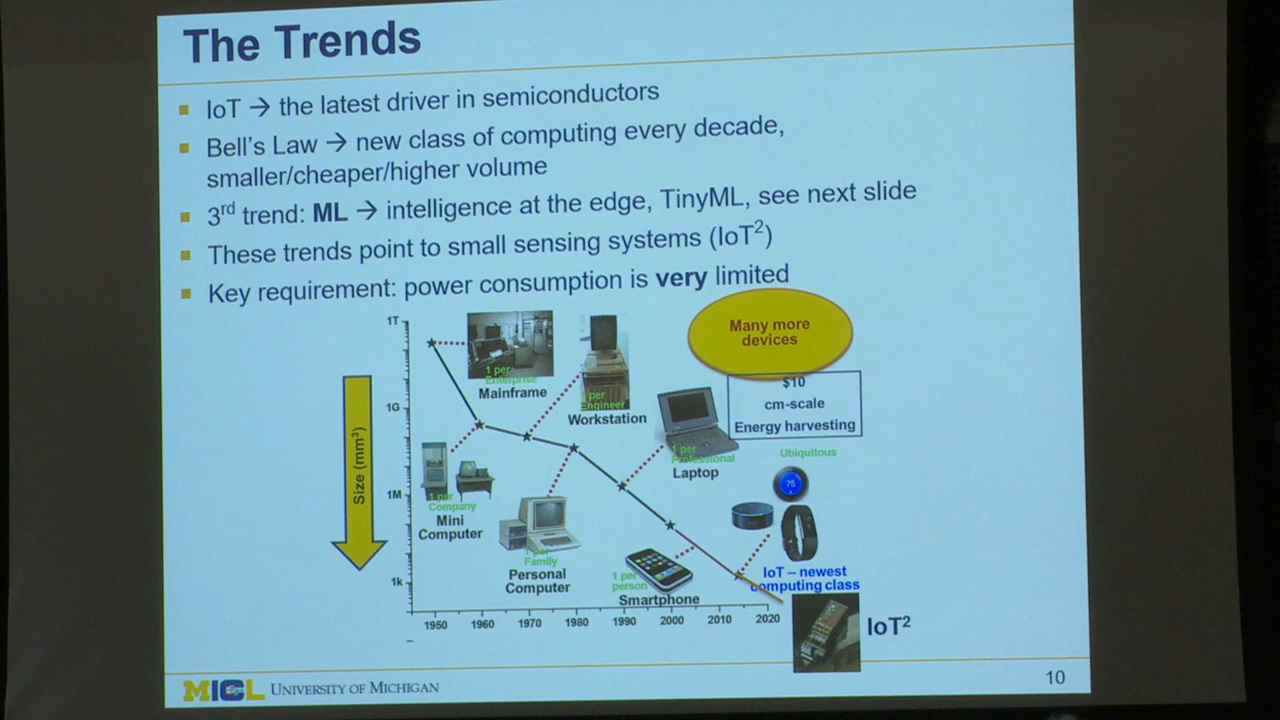 The Trends
▪ IoT → the latest driver in semiconductors
▪ Bell's Law → new class of computing every decade,
smaller/cheaper/higher volume
▪ 3rd trend: ML → intelligence at the edge, TinyML, see next slide
▪ These trends point to small sensing systems (IoT²)
▪ Key requirement: power consumption is very limited
Many more
devices
$10
cm-scale
Energy harvesting
Size (mm³)
1T
1G
1M
1k
1 per
Enterprise
Mainframe
1 per
Engineer
Workstation
1 per
Professional
Laptop
Ubiquitous
75
1 per
Company
Mini
Computer
Family
Personal
Computer
1 per
person
Smartphone
IoT – newest
computing class
1950 1960 1970 1980 1990 2000 2010 2020
IoT²
MICL UNIVERSITY OF MICHIGAN
10